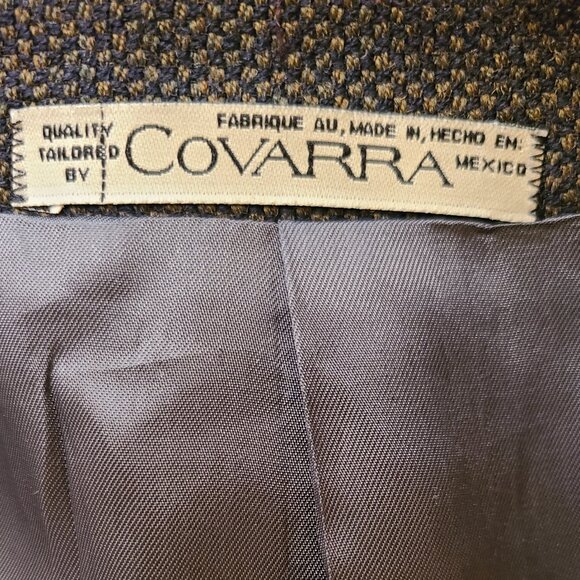 QUALITY
TAILORED
BY
COVARRA
FABRIQUE AU, MADE IN, HECHO EN:
MEXICO